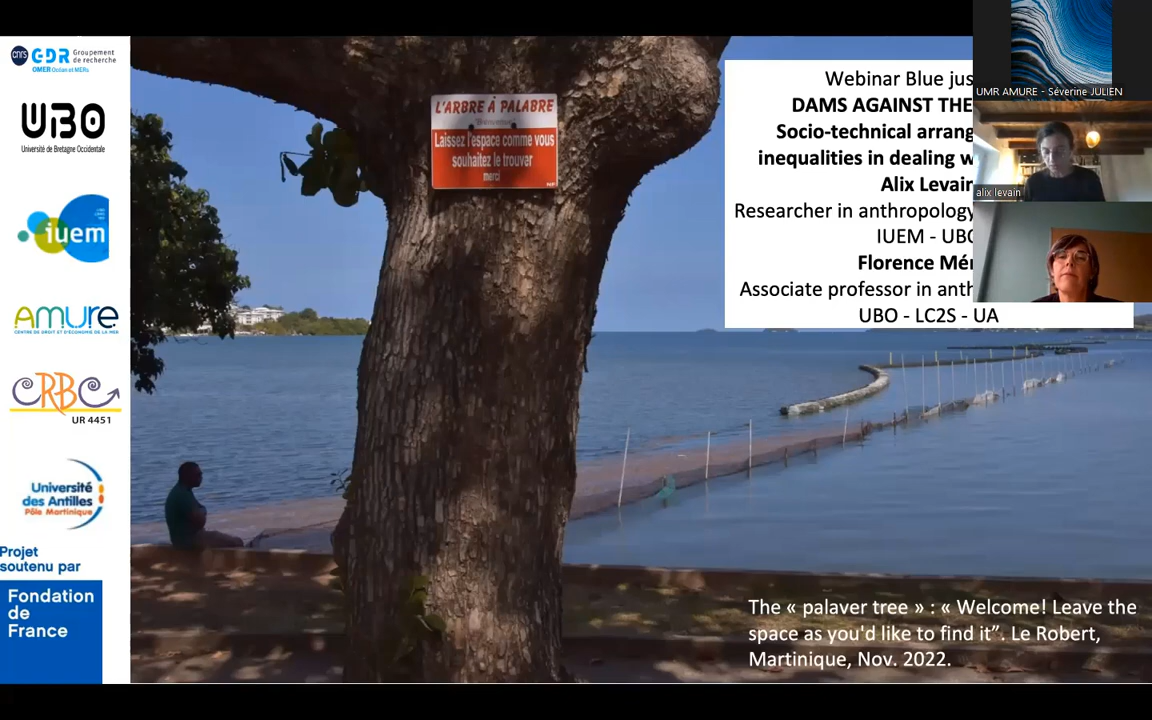 cnrs
GDR Groupement de recherche
OMER Océan et MERs
UBO
Université de Bretagne Occidentale
iuem
AMURE
CENTRE DE DROIT ET D'ÉCONOMIE DE LA MER
CRBC
UR 4451
Université
des Antilles
Pôle Martinique
Projet
soutenu par
Fondation
de
France
L'ARBRE À PALABRE
Laissez l'espace comme vous
souhaitez le trouver
merci
Webinar Blue jus
DAMS AGAINST THE
Socio-technical arrang
inequalities in dealing w
Alix Levain
Researcher in anthropology
IUEM - UBO
Florence Mén
Associate professor in anth
UBO - LC2S - UA
UMR AMURE - Séverine JULIEN
alix levain
The « palaver tree » : « Welcome! Leave the
space as you'd like to find it”. Le Robert,
Martinique, Nov. 2022.